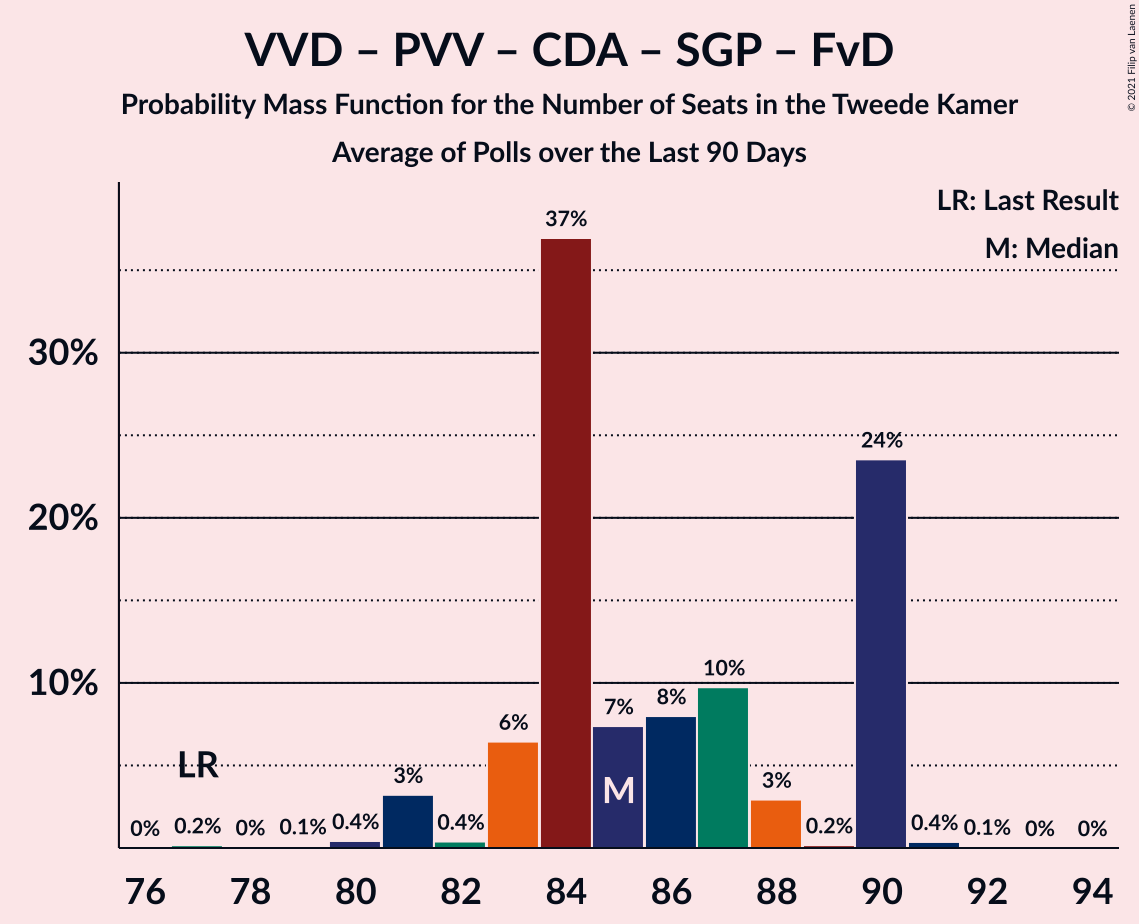 VVD – PVV – CDA – SGP – FvD
Probability Mass Function for the Number of Seats in the Tweede Kamer
Average of Polls over the Last 90 Days
© 2021 Filip van Laenen
LR: Last Result
M: Median
30%
20%
10%
0%
0.2%
0%
0.1%
0.4%
3%
0.4%
6%
37%
7%
8%
10%
3%
0.2%
24%
0.4%
0.1%
0%
0%
LR
M
76 78 80 82 84 86 88 90 92 94